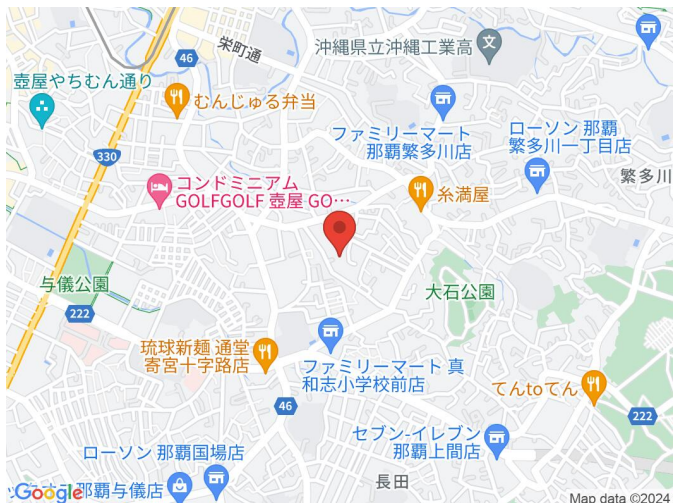 栄町通
沖縄県立沖縄工業高
文
46
壺屋やちむん通り
むんじゅる弁当
ファミリーマート
那覇繁多川店
ローソン 那覇
繁多川一丁目店
330
繁多川
コンドミニアム
GOLFGOLF 壺屋 GO…
糸満屋
与儀公園
大石公園
222
琉球新麺 通堂
寄宮十字路店
ファミリーマート 真
和志小学校前店
てんtoてん
46
222
ローソン 那覇国場店
セブン-イレブン
那覇上間店
長田
那覇与儀店
Google
Map data ©2024